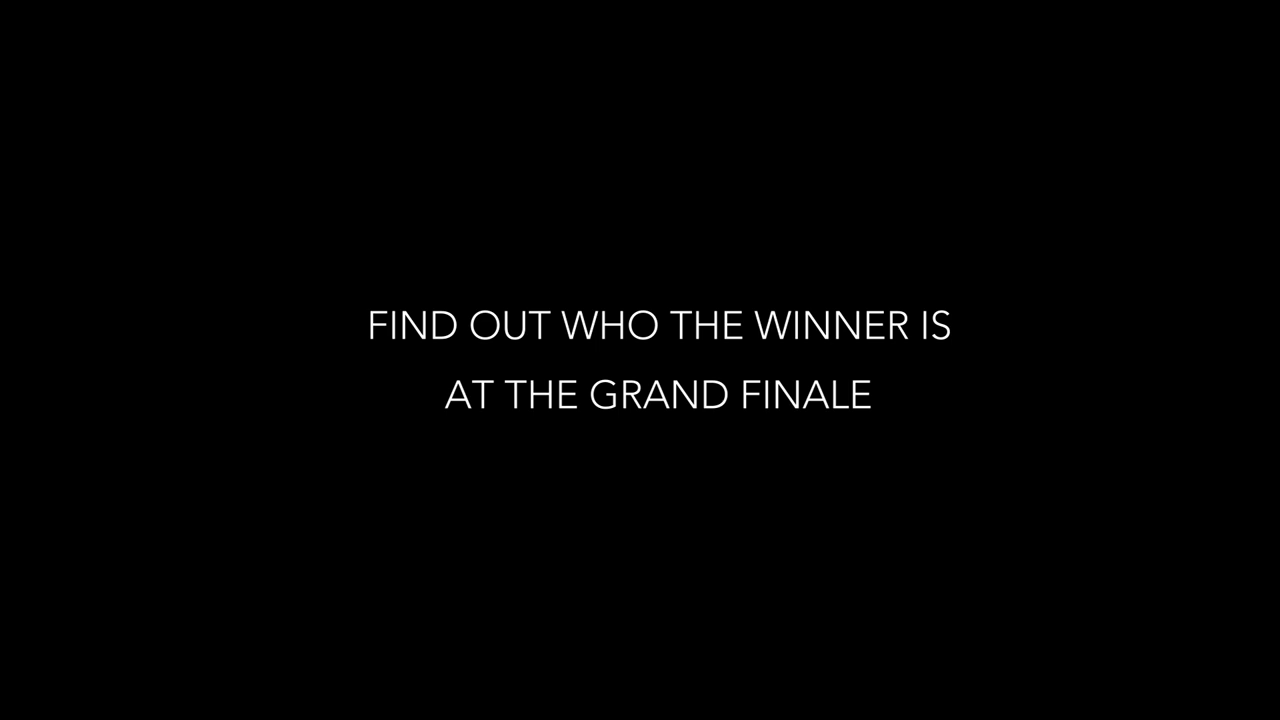 FIND OUT WHO THE WINNER IS
AT THE GRAND FINALE